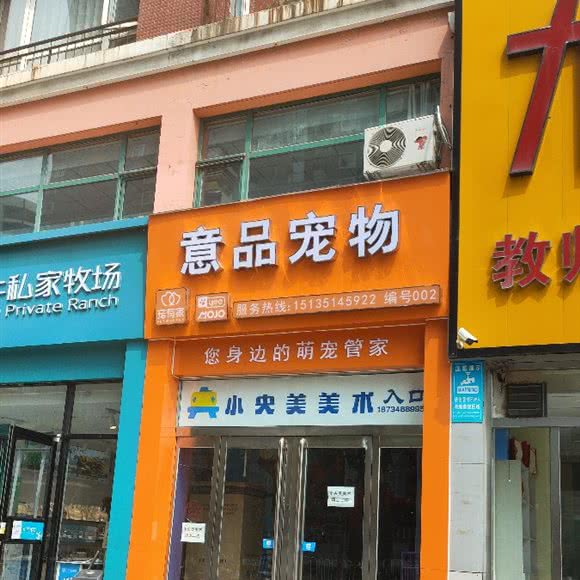 私家牧场
Private Ranch
意品宠物
MOJO
服务热线:15135145922 编号002
您身边的萌宠管家
小央美美术
入口
教师